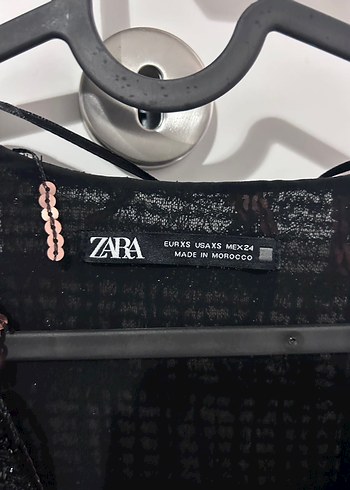 ZARA
EUR XS USA XS MEX 24
MADE IN MOROCCO